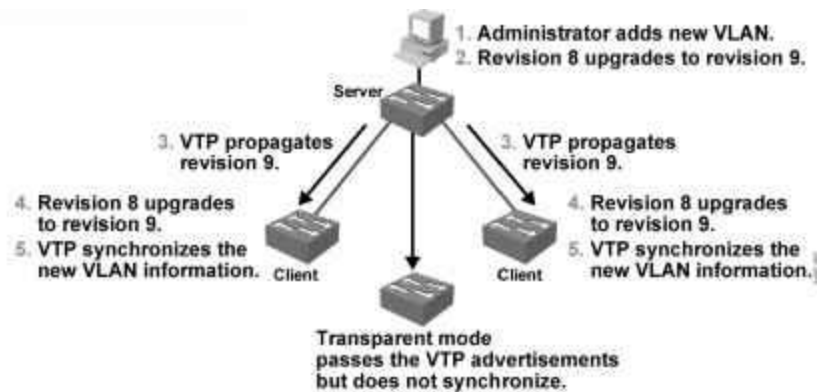 1. Administrator adds new VLAN.
2. Revision 8 upgrades to revision 9.
Server
3. VTP propagates
revision 9.
3. VTP propagates
revision 9.
4. Revision 8 upgrades
to revision 9.
5. VTP synchronizes the
new VLAN information.
Client
4. Revision 8 upgrades
to revision 9.
5. VTP synchronizes the
new VLAN information.
Client
Transparent mode
passes the VTP advertisements
but does not synchronize.